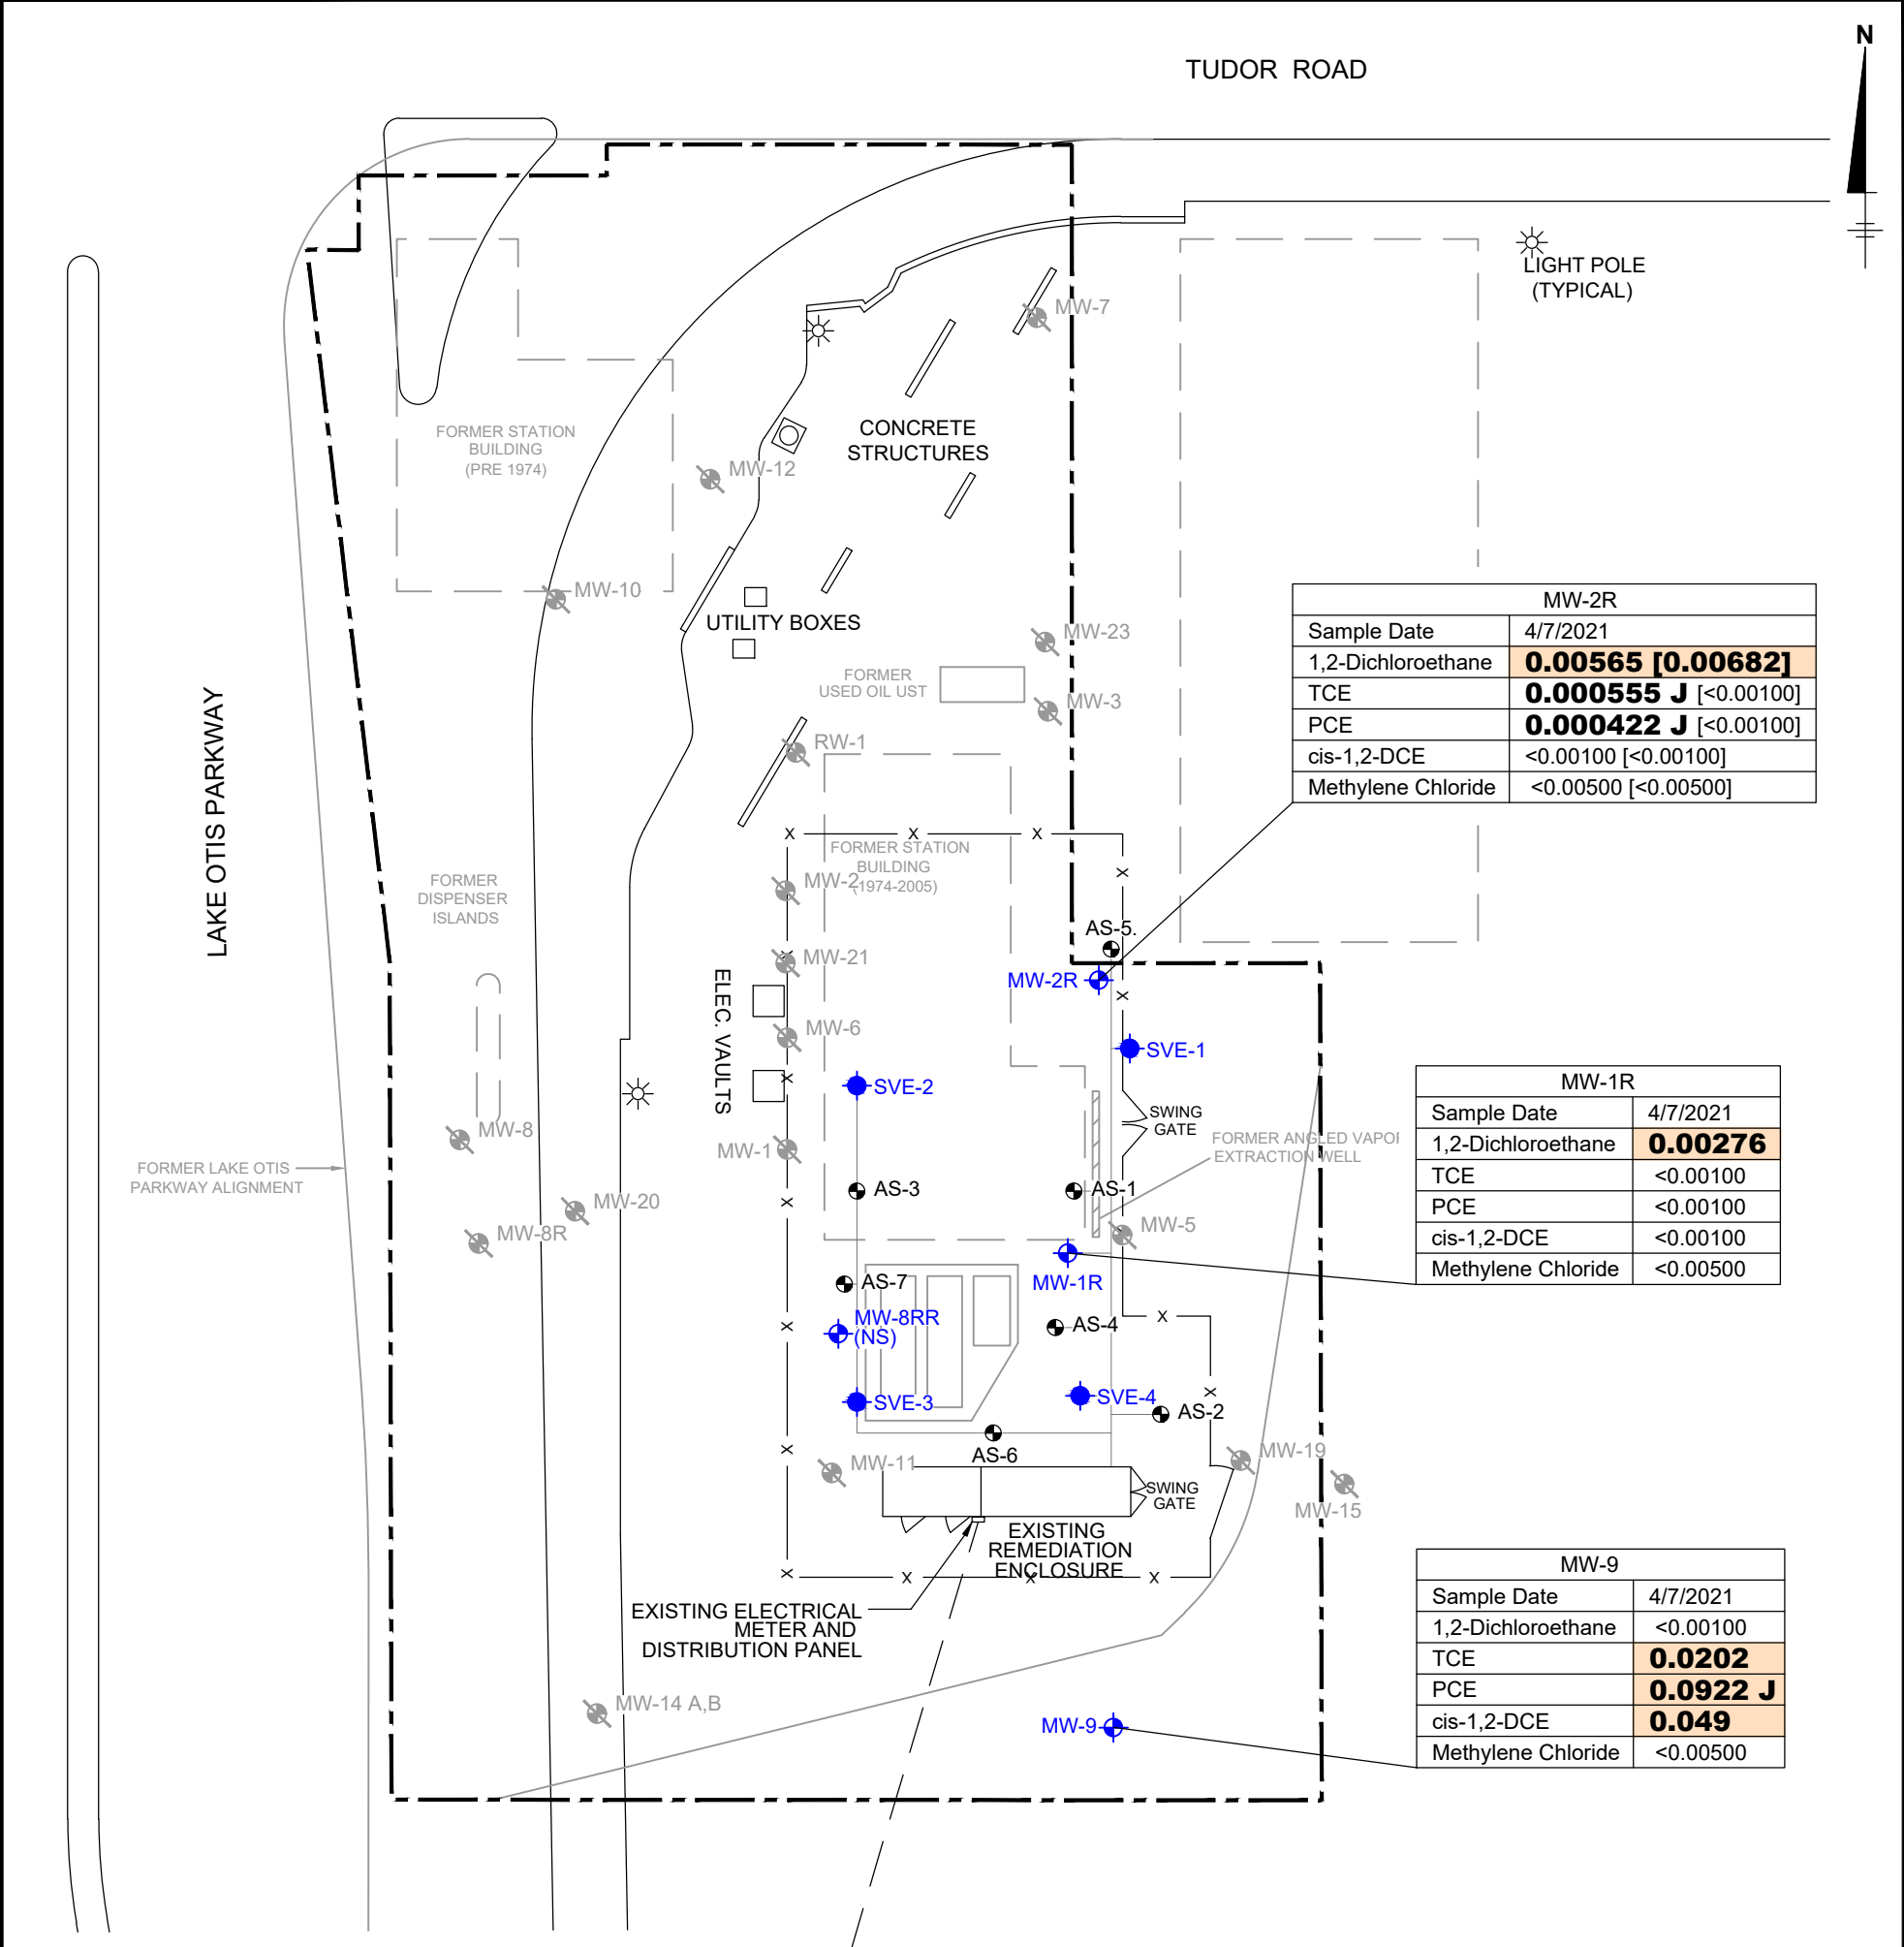 N
TUDOR ROAD
LIGHT POLE
(TYPICAL)
MW-7
FORMER STATION
BUILDING
(PRE 1974)
CONCRETE
STRUCTURES
MW-12
MW-10
UTILITY BOXES
MW-23
FORMER
USED OIL UST
MW-3
RW-1
MW-2R
Sample Date 4/7/2021
1,2-Dichloroethane 0.00565 [0.00682]
TCE 0.000555 J [<0.00100]
PCE 0.000422 J [<0.00100]
cis-1,2-DCE <0.00100 [<0.00100]
Methylene Chloride <0.00500 [<0.00500]
LAKE OTIS PARKWAY
X X X
FORMER STATION
BUILDING
(1974-2005)
MW-2
X
FORMER
DISPENSER
ISLANDS
AS-5.
X
MW-21
MW-2R
X
ELEC. VAULTS
MW-6
SVE-1
X
SVE-2
SWING
GATE
MW-8
MW-1
FORMER ANGLED VAPOR
EXTRACTION WELL
FORMER LAKE OTIS
PARKWAY ALIGNMENT
MW-20
X
AS-3
AS-1
MW-8R
MW-5
MW-1R
Sample Date 4/7/2021
1,2-Dichloroethane 0.00276
TCE <0.00100
PCE <0.00100
cis-1,2-DCE <0.00100
Methylene Chloride <0.00500
AS-7
MW-1R
X
MW-8RR
(NS)
AS-4
X
SVE-3
SVE-4
X
AS-2
X
AS-6
MW-11
MW-19
MW-15
SWING
GATE
EXISTING
REMEDIATION
ENCLOSURE
X X X X
EXISTING ELECTRICAL
METER AND
DISTRIBUTION PANEL
MW-14 A,B
MW-9
MW-9
Sample Date 4/7/2021
1,2-Dichloroethane <0.00100
TCE 0.0202
PCE 0.0922 J
cis-1,2-DCE 0.049
Methylene Chloride <0.00500